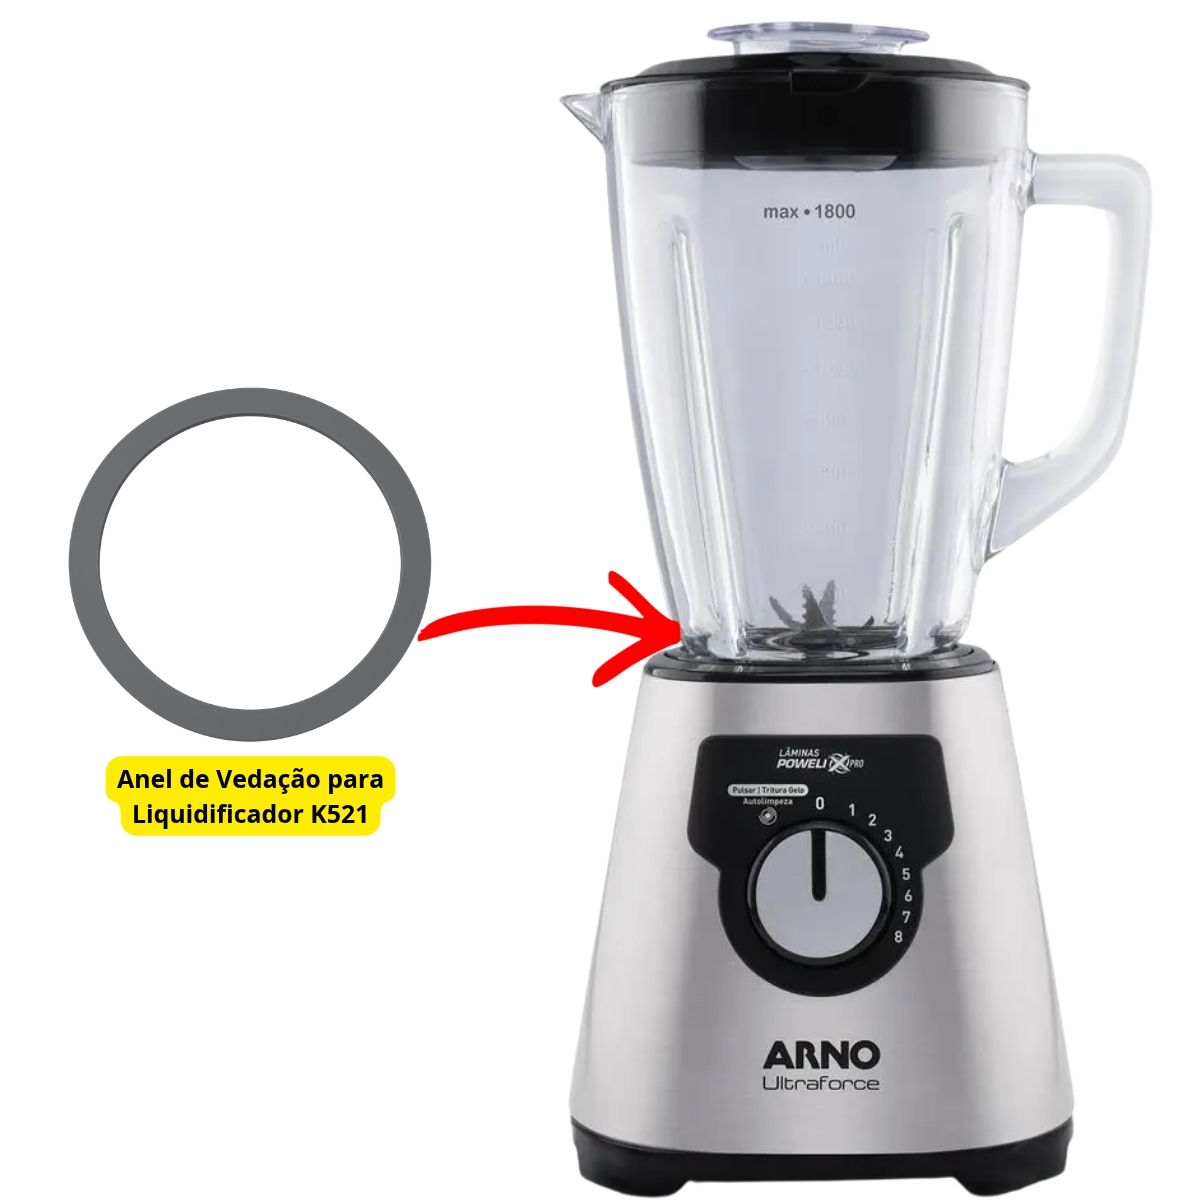 max • 1800
Anel de Vedação para
Liquidificador K521
LÂMINAS
POWELIX PRO
Pulsar | Tritura Gelo
Autolimpeza
0
1
2
3
4
5
6
7
8
ARNO
Ultraforce